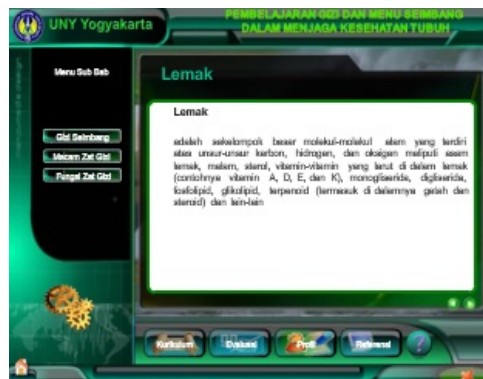 UNY Yogyakarta
PEMBELAJARAN GIZI DAN MENU SEIMBANG
DALAM MENJAGA KESEHATAN TUBUH
Menu Sub Bab
Gizi Seimbang
Macam Zat Gizi
Fungsi Zat Gizi
Lemak
Lemak
adalah sekelompok besar molekul-molekul alam yang terdiri
atas unsur-unsur karbon, hidrogen, dan oksigen meliputi asam
lemak, malam, sterol, vitamin-vitamin yang larut di dalam lemak
(contohnya vitamin A, D, E, dan K), monogliserida, digliserida,
fosfolipid, glikolipid, terpenoid (termasuk di dalamnya getah dan
steroid) dan lain-lain
Kurikulum
Evaluasi
Profil
Referensi
?